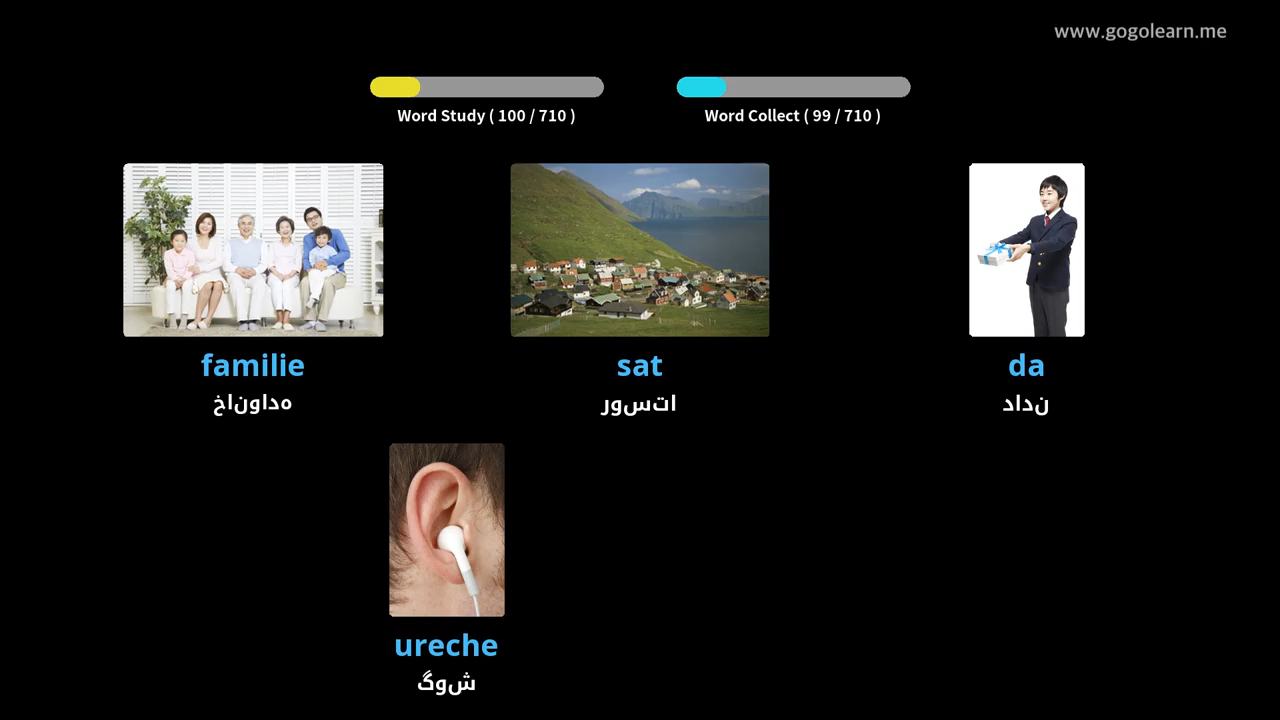 www.gogolearn.me
Word Study ( 100 / 710 )
Word Collect ( 99 / 710 )
familie
هداوناخ
sat
اتسور
da
نداد
ureche
شوگ